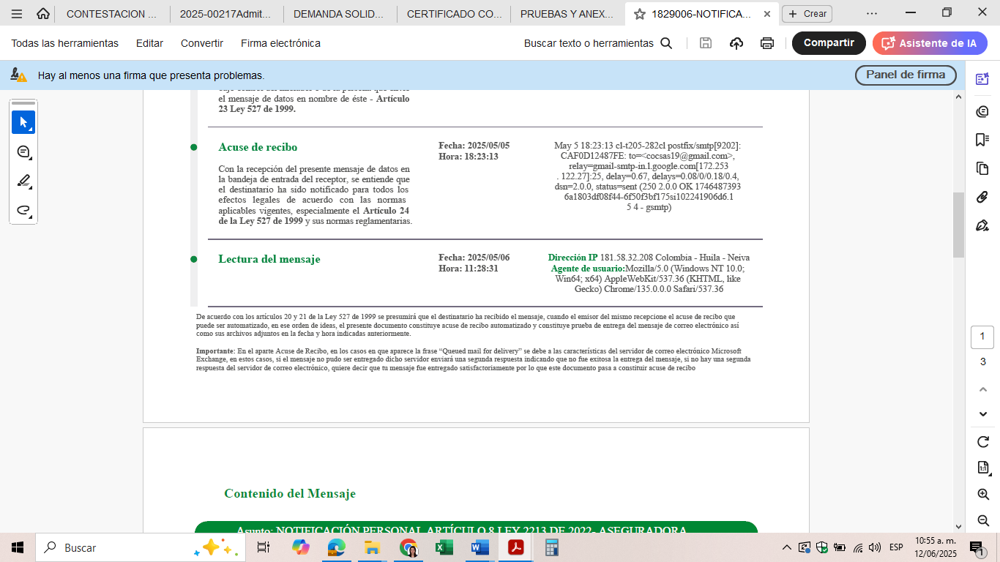 CONTESTACION ...
2025-00217Admit...
DEMANDA SOLID...
CERTIFICADO CO...
PRUEBAS Y ANEX...
1829006-NOTIFICA...
Crear
Todas las herramientas
Editar
Convertir
Firma electrónica
Buscar texto o herramientas
Compartir
Asistente de IA
Hay al menos una firma que presenta problemas.
Panel de firma
el mensaje de datos en nombre de éste - Artículo
23 Ley 527 de 1999.
Acuse de recibo
Con la recepción del presente mensaje de datos en
la bandeja de entrada del receptor, se entiende que
el destinatario ha sido notificado para todos los
efectos legales de acuerdo con las normas
aplicables vigentes, especialmente el Artículo 24
de la Ley 527 de 1999 y sus normas reglamentarias.
Fecha: 2025/05/05
Hora: 18:23:13
May 5 18:23:13 cl-t205-282cl postfix/smtp[9202]:
CAF0D12487FE: to=<cocsas19@gmail.com>,
relay=gmail-smtp-in.l.google.com[172.253
. 122.27]:25, delay=0.67, delays=0.08/0/0.18/0.4,
dsn=2.0.0, status=sent (250 2.0.0 OK 1746487393
6a1803df08f44-6f50f3bf175si102241906d6.1
5 4 - gsmtp)
Lectura del mensaje
Fecha: 2025/05/06
Hora: 11:28:31
Dirección IP 181.58.32.208 Colombia - Huila - Neiva
Agente de usuario:Mozilla/5.0 (Windows NT 10.0;
Win64; x64) AppleWebKit/537.36 (KHTML, like
Gecko) Chrome/135.0.0.0 Safari/537.36
De acuerdo con los artículos 20 y 21 de la Ley 527 de 1999 se presumirá que el destinatario ha recibido el mensaje, cuando el emisor del mismo recepcione el acuse de recibo que
puede ser automatizado, en ese orden de ideas, el presente documento constituye acuse de recibo automatizado y constituye prueba de entrega del mensaje de correo electrónico así
como sus archivos adjuntos en la fecha y hora indicadas anteriormente.
Importante: En el aparte Acuse de Recibo, en los casos en que aparece la frase “Queued mail for delivery” se debe a las características del servidor de correo electrónico Microsoft
Exchange, en estos casos, si el mensaje no pudo ser entregado dicho servidor enviará una segunda respuesta indicando que no fue exitosa la entrega del mensaje, si no hay una segunda
respuesta del servidor de correo electrónico, quiere decir que tu mensaje fue entregado satisfactoriamente por lo que este documento pasa a constituir acuse de recibo
1
3
Contenido del Mensaje
Asunto: NOTIFICACIÓN PERSONAL ARTÍCULO 8 LEY 2213 DE 2022- ASEGURADORA
Buscar
ESP
10:55 a. m.
12/06/2025
1